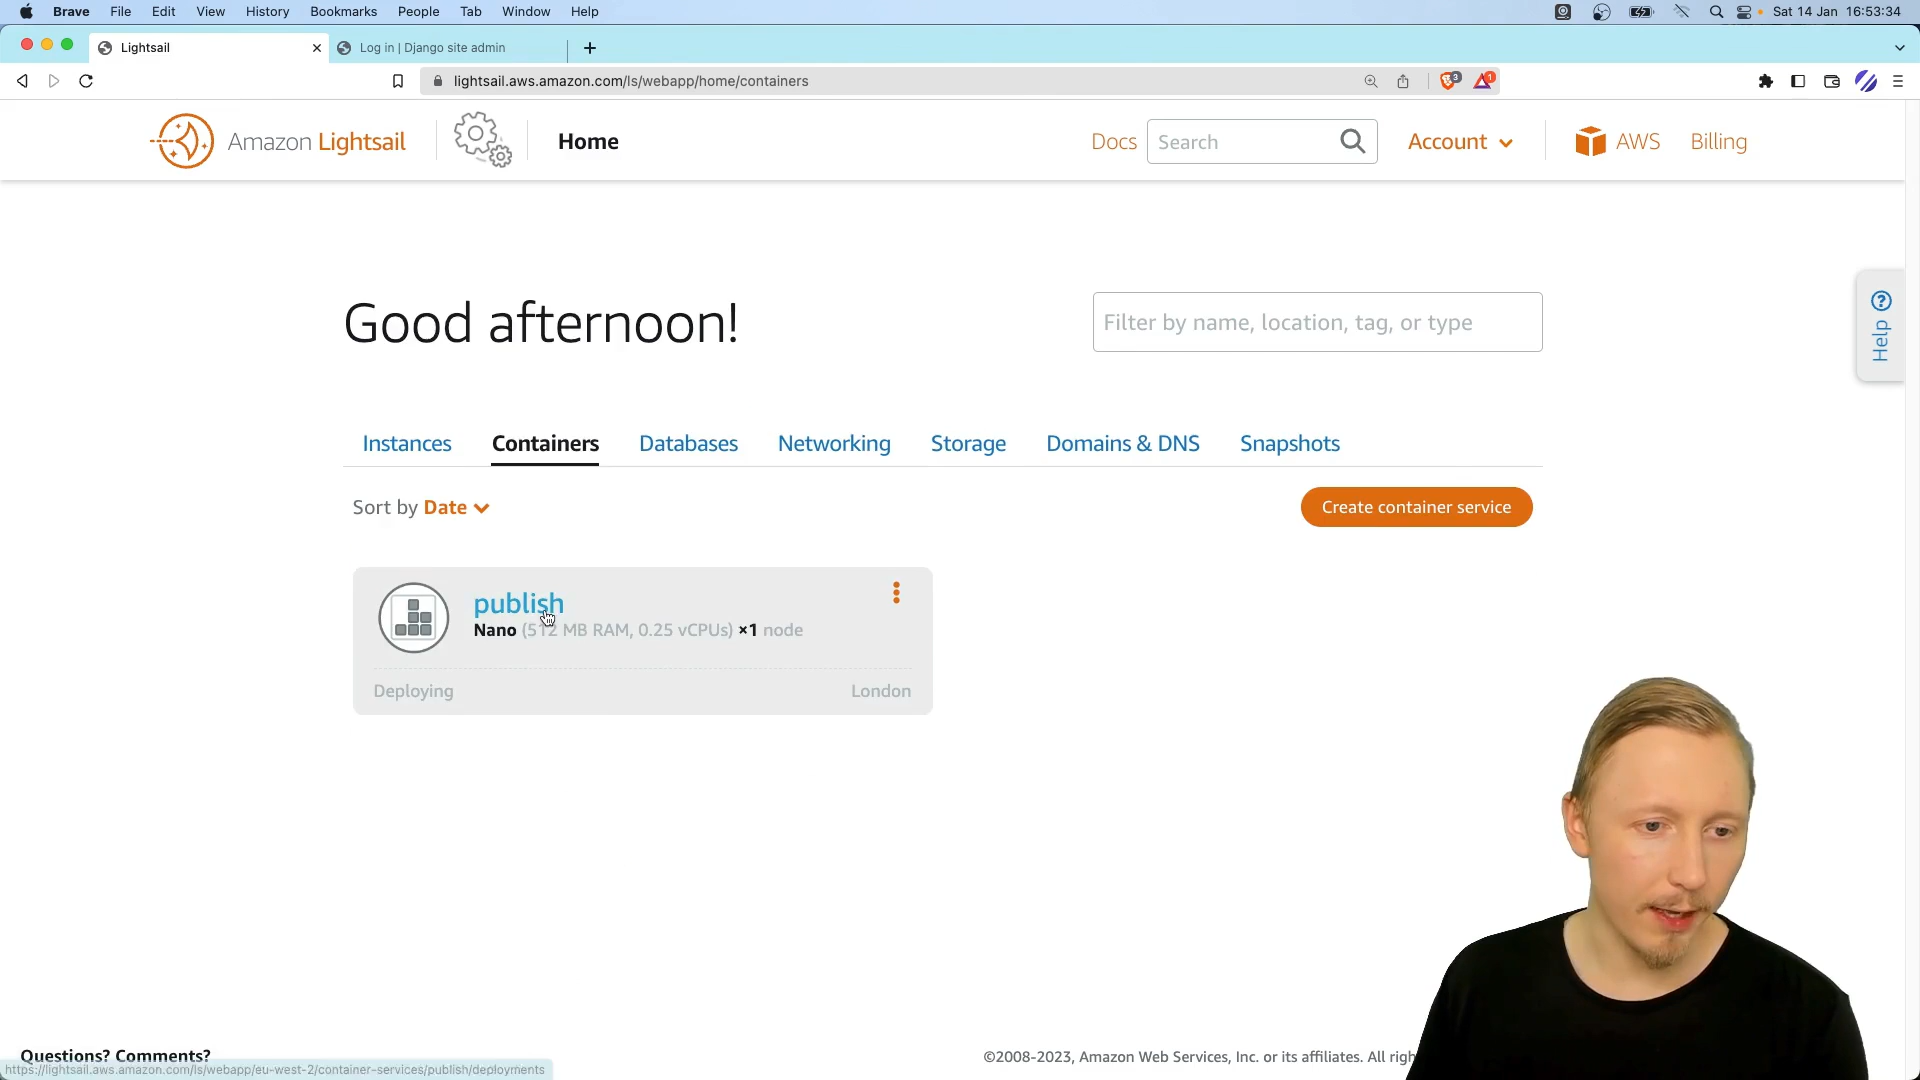 Brave File Edit View History Bookmarks People Tab Window Help Sat 14 Jan 16:53:34
Lightsail Log in | Django site admin
lightsail.aws.amazon.com/ls/webapp/home/containers 3 1
Amazon Lightsail Home Docs Search Account AWS Billing
Good afternoon!
Filter by name, location, tag, or type
Help
Instances Containers Databases Networking Storage Domains & DNS Snapshots
Sort by Date
Create container service
publish
Nano (512 MB RAM, 0.25 vCPUs) ×1 node
Deploying London
Questions? Comments?
©2008-2023, Amazon Web Services, Inc. or its affiliates. All righ
https://lightsail.aws.amazon.com/ls/webapp/eu-west-2/container-services/publish/deployments